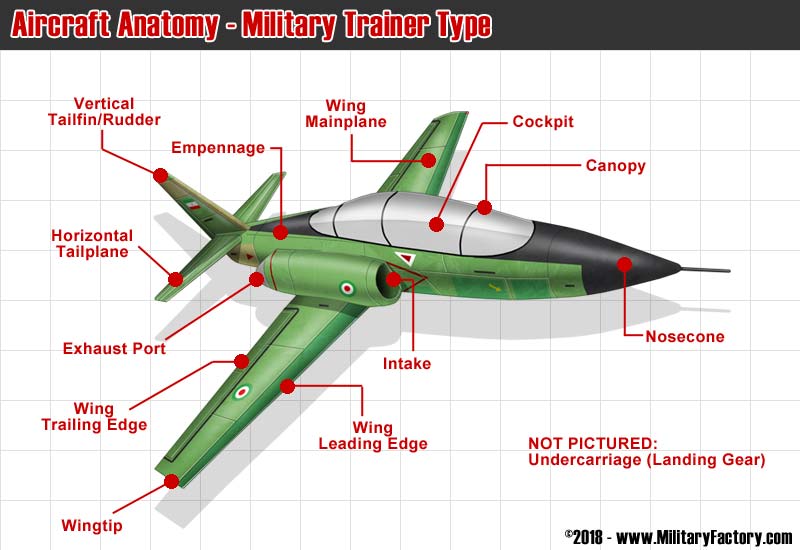 Aircraft Anatomy - Military Trainer Type
Vertical
Tailfin/Rudder
Wing
Mainplane
Cockpit
Empennage
Canopy
Horizontal
Tailplane
Exhaust Port
Intake
Nosecone
Wing
Trailing Edge
Wing
Leading Edge
NOT PICTURED:
Undercarriage (Landing Gear)
Wingtip
©2018 - www.MilitaryFactory.com